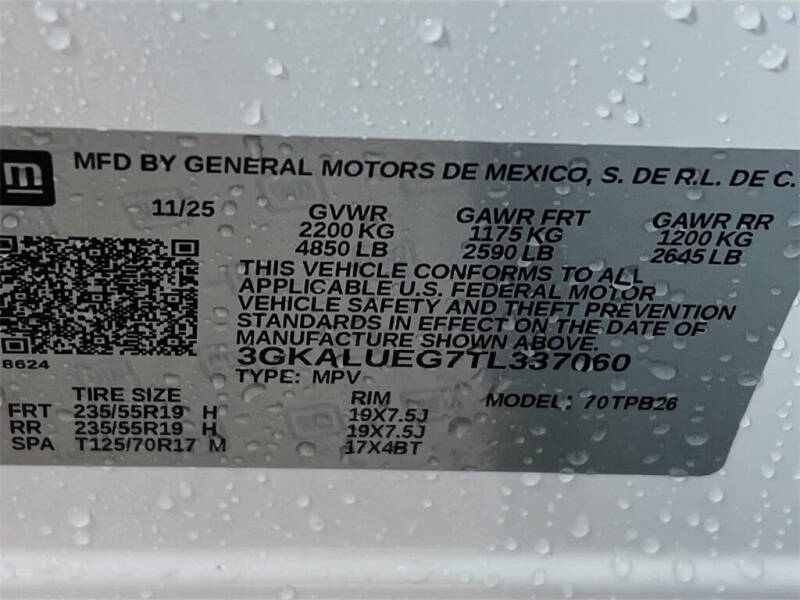 m
MFD BY GENERAL MOTORS DE MEXICO, S. DE R.L. DE C.
11/25 GVWR GAWR FRT GAWR RR
2200 KG 1175 KG 1200 KG
4850 LB 2590 LB 2645 LB
THIS VEHICLE CONFORMS TO ALL
APPLICABLE U.S. FEDERAL MOTOR
VEHICLE SAFETY AND THEFT PREVENTION
STANDARDS IN EFFECT ON THE DATE OF
MANUFACTURE SHOWN ABOVE.
3GKALUEG7TL337060
8624 TYPE: MPV
TIRE SIZE RIM MODEL: 70TPB26
FRT 235/55R19 H 19X7.5J
RR 235/55R19 H 19X7.5J
SPA T125/70R17 M 17X4BT